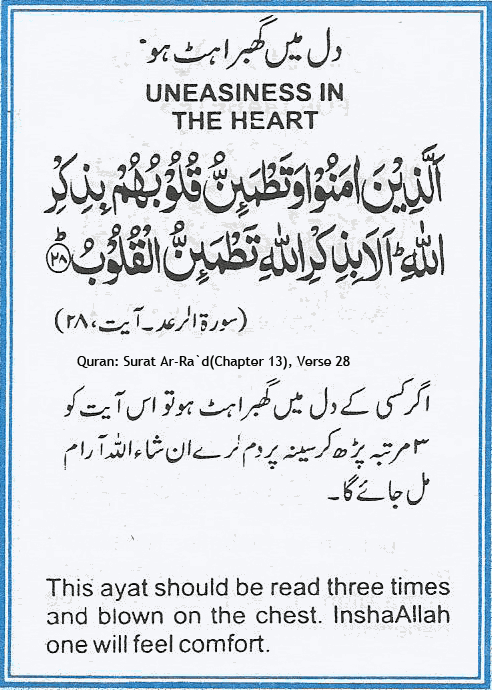 دل میں گھبراہٹ ہو
UNEASINESS IN
THE HEART
اَلَّذِيْنَ اٰمَنُوْا وَتَطْمَئِنُّ قُلُوْبُهُمْ بِذِكْرِ
اللّٰهِ ؕ اَلَا بِذِكْرِ اللّٰهِ تَطْمَئِنُّ الْقُلُوْبُ ؕ ﴿۲۸﴾
(سورۃ الرعد۔ آیت، ۲۸)
Quran: Surat Ar-Ra`d(Chapter 13), Verse 28
اگر کسی کے دل میں گھبراہٹ ہو تو اس آیت کو
۳ مرتبہ پڑھ کر سینہ پر دم کرے ان شاء اللہ آرام
مل جائے گا۔
This ayat should be read three times
and blown on the chest. InshaAllah
one will feel comfort.